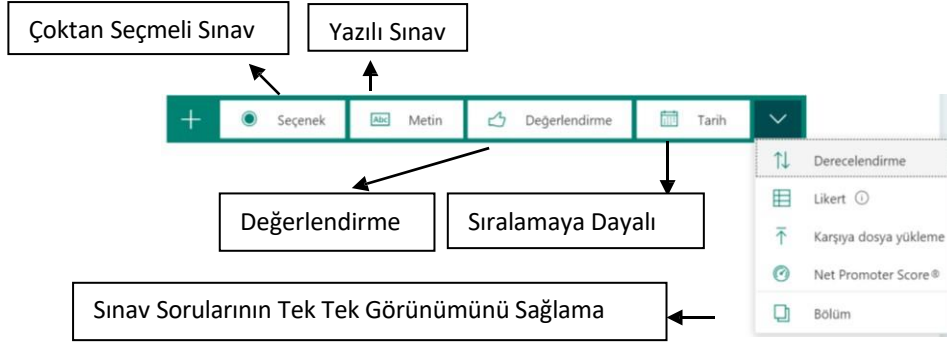 Çoktan Seçmeli Sınav
Yazılı Sınav
Seçenek
Metin
Değerlendirme
Tarih
Derecelendirme
Değerlendirme
Sıralamaya Dayalı
Likert
Karşıya dosya yükleme
Net Promoter Score®
Sınav Sorularının Tek Tek Görünümünü Sağlama
Bölüm